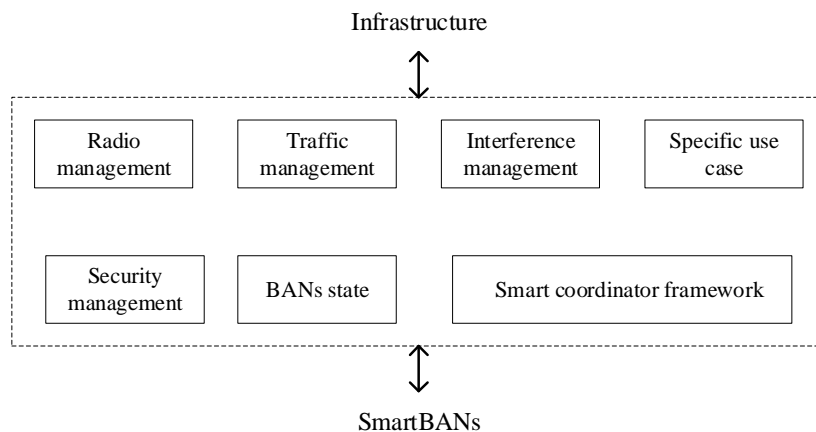 Infrastructure
Radio
management
Traffic
management
Interference
management
Specific use
case
Security
management
BANs state
Smart coordinator framework
SmartBANs